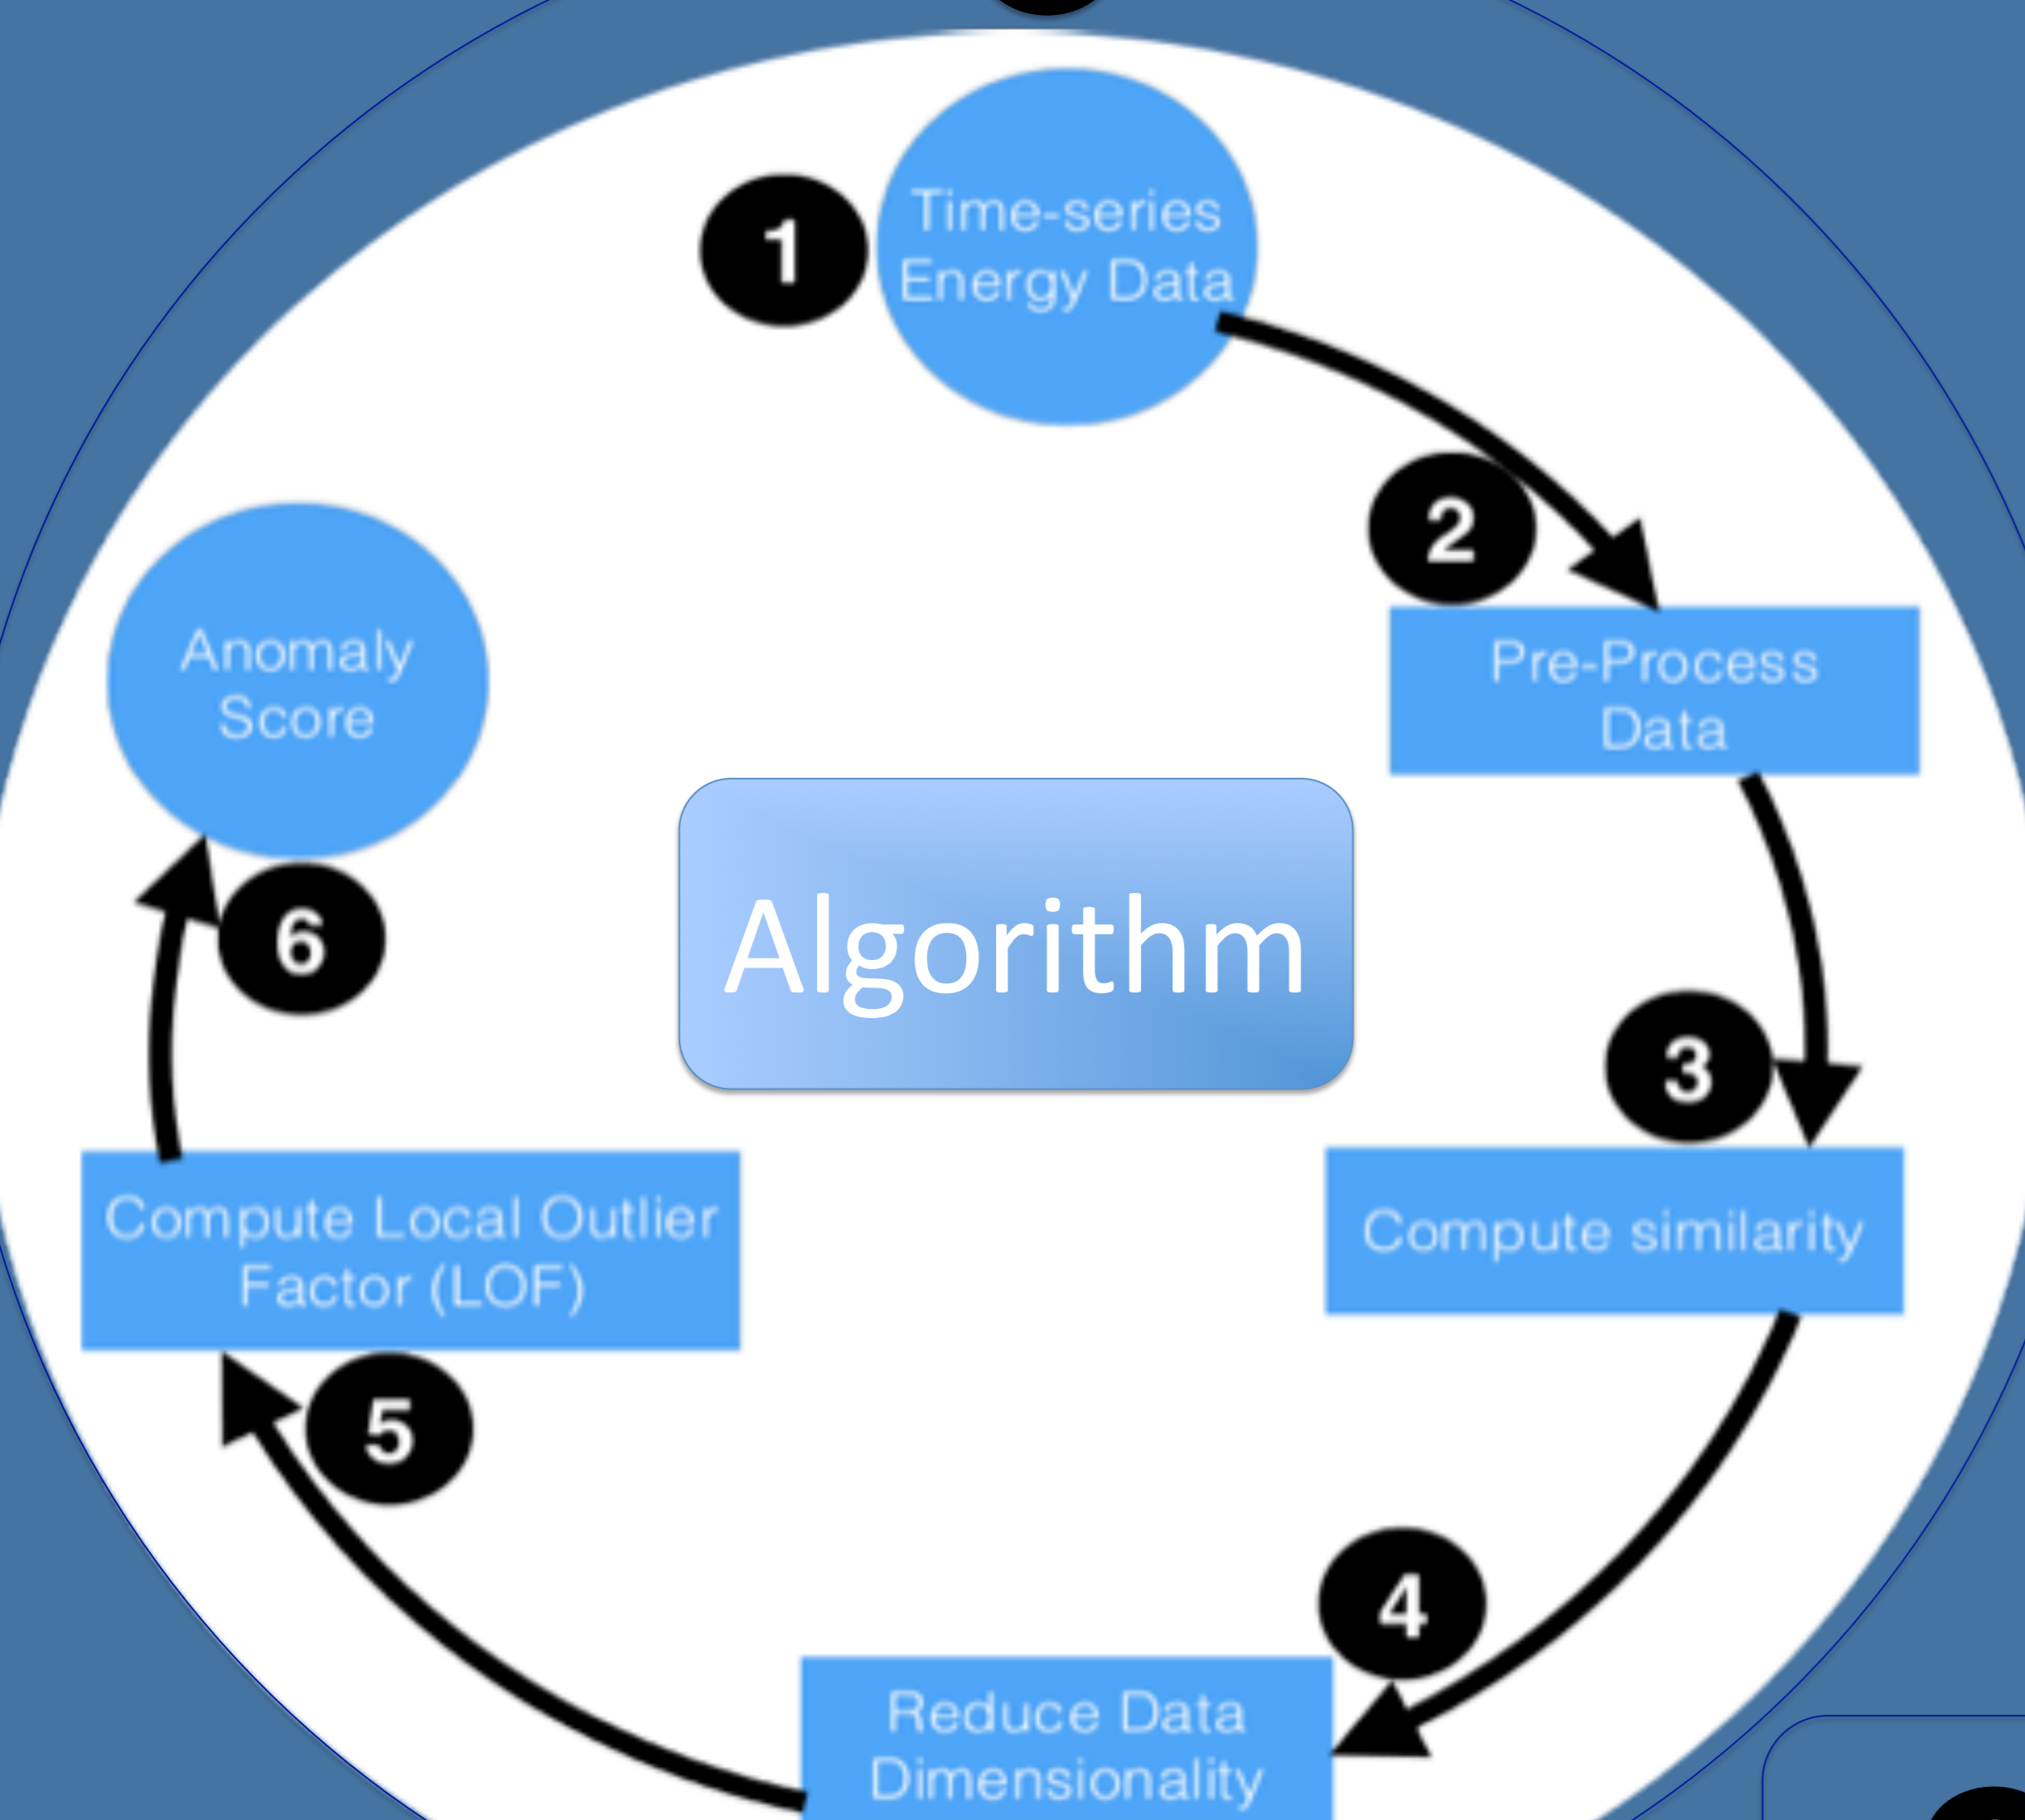 1
Time-series
Energy Data
2
Pre-Process
Data
3
Compute similarity
4
Reduce Data
Dimensionality
5
Compute Local Outlier
Factor (LOF)
6
Anomaly
Score
Algorithm